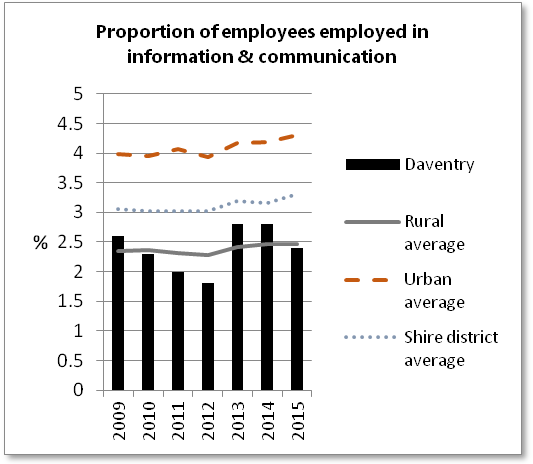 Proportion of employees employed in
information & communication
5
4.5
4
3.5
3
2.5
2
1.5
1
0.5
0
%
2009
2010
2011
2012
2013
2014
2015
Daventry
Rural
average
Urban
average
Shire district
average